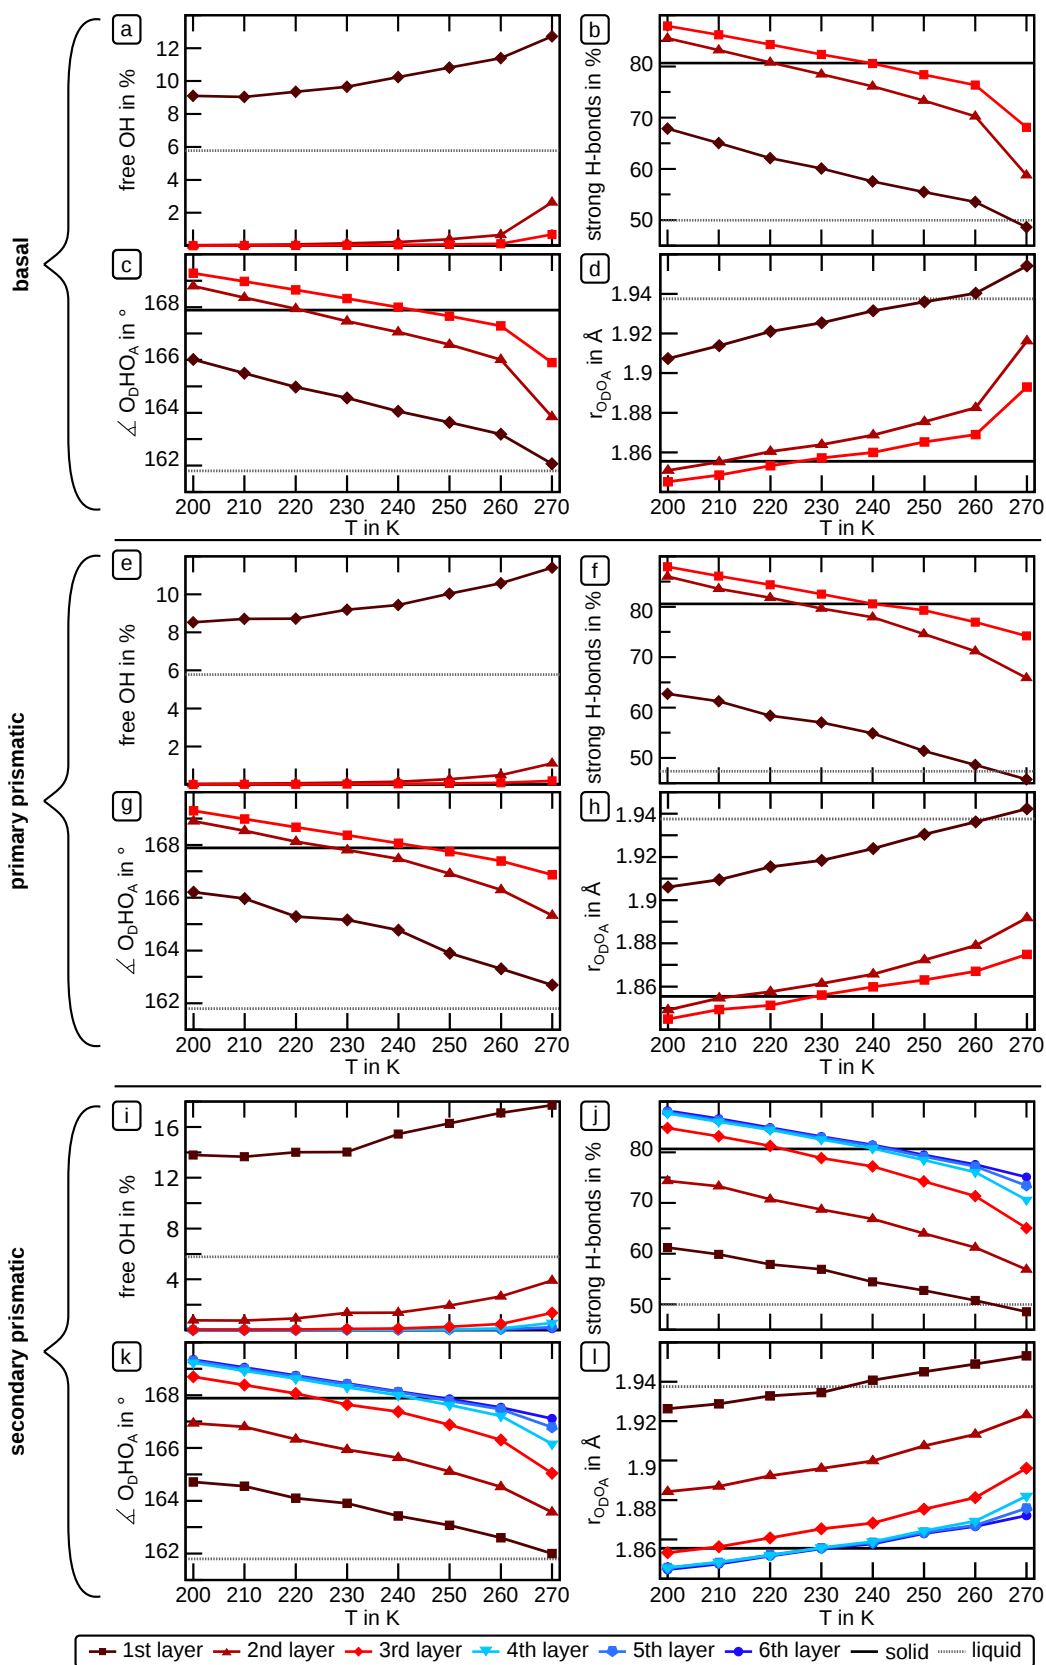 basal
a
free OH in %
12
10
8
6
4
2
b
strong H-bonds in %
80
70
60
50
c
∡ ODHOA in °
168
166
164
162
200 210 220 230 240 250 260 270
T in K
d
rODOA in Å
1.94
1.92
1.9
1.88
1.86
200 210 220 230 240 250 260 270
T in K
primary prismatic
e
free OH in %
10
8
6
4
2
f
strong H-bonds in %
80
70
60
50
g
∡ ODHOA in °
168
166
164
162
200 210 220 230 240 250 260 270
T in K
h
rODOA in Å
1.94
1.92
1.9
1.88
1.86
200 210 220 230 240 250 260 270
T in K
secondary prismatic
i
free OH in %
16
12
8
4
j
strong H-bonds in %
80
70
60
50
k
∡ ODHOA in °
168
166
164
162
200 210 220 230 240 250 260 270
T in K
l
rODOA in Å
1.94
1.92
1.9
1.88
1.86
200 210 220 230 240 250 260 270
T in K
1st layer 2nd layer 3rd layer 4th layer 5th layer 6th layer solid liquid